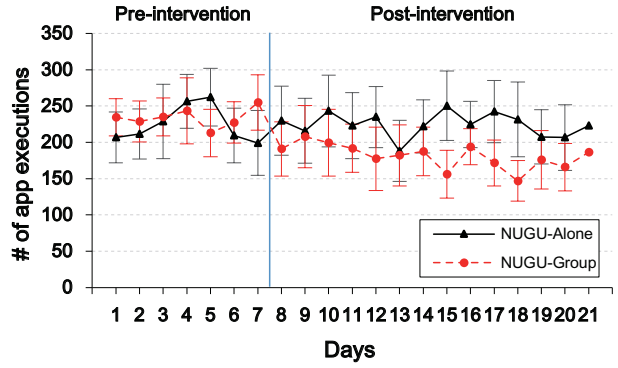 Pre-intervention Post-intervention
350
300
250
200
150
100
50
0
# of app executions
NUGU-Alone
NUGU-Group
1 2 3 4 5 6 7 8 9 10 11 12 13 14 15 16 17 18 19 20 21
Days